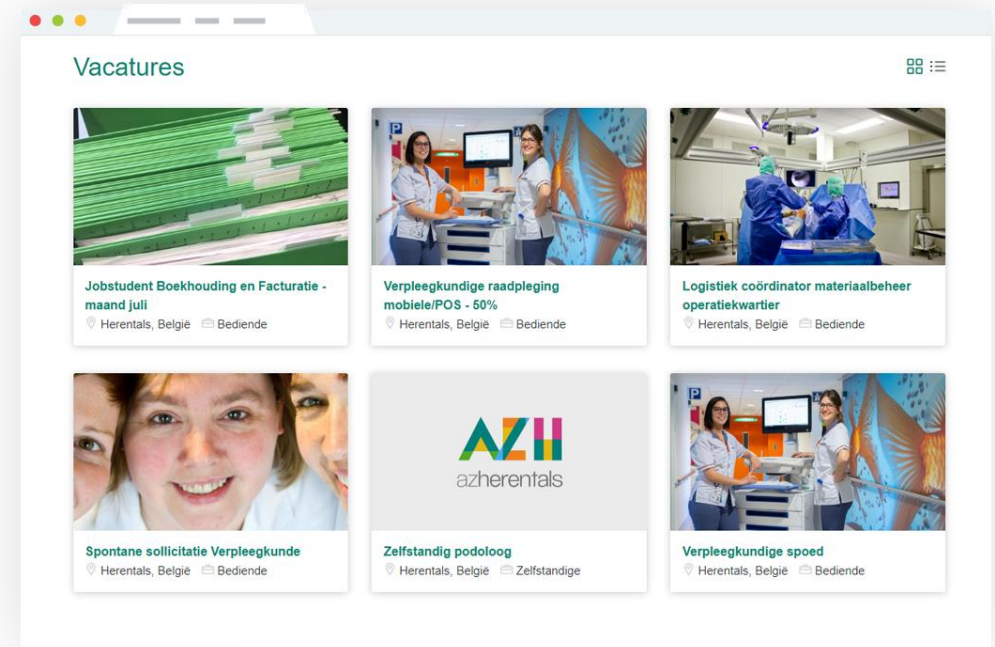 Vacatures
Jobstudent Boekhouding en Facturatie -
maand juli
Herentals, België Bediende
Verpleegkundige raadpleging
mobiele/POS - 50%
Herentals, België Bediende
Logistiek coördinator materiaalbeheer
operatiekwartier
Herentals, België Bediende
Spontane sollicitatie Verpleegkunde
Herentals, België Bediende
AZH
azherentals
Zelfstandig podoloog
Herentals, België Zelfstandige
Verpleegkundige spoed
Herentals, België Bediende